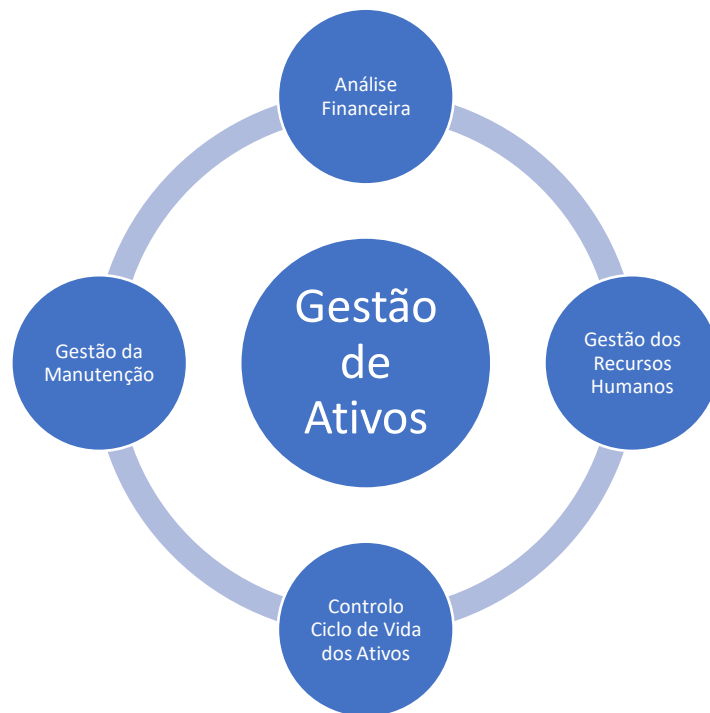 Análise
Financeira
Gestão
de
Ativos
Gestão da
Manutenção
Gestão dos
Recursos
Humanos
Controlo
Ciclo de Vida
dos Ativos